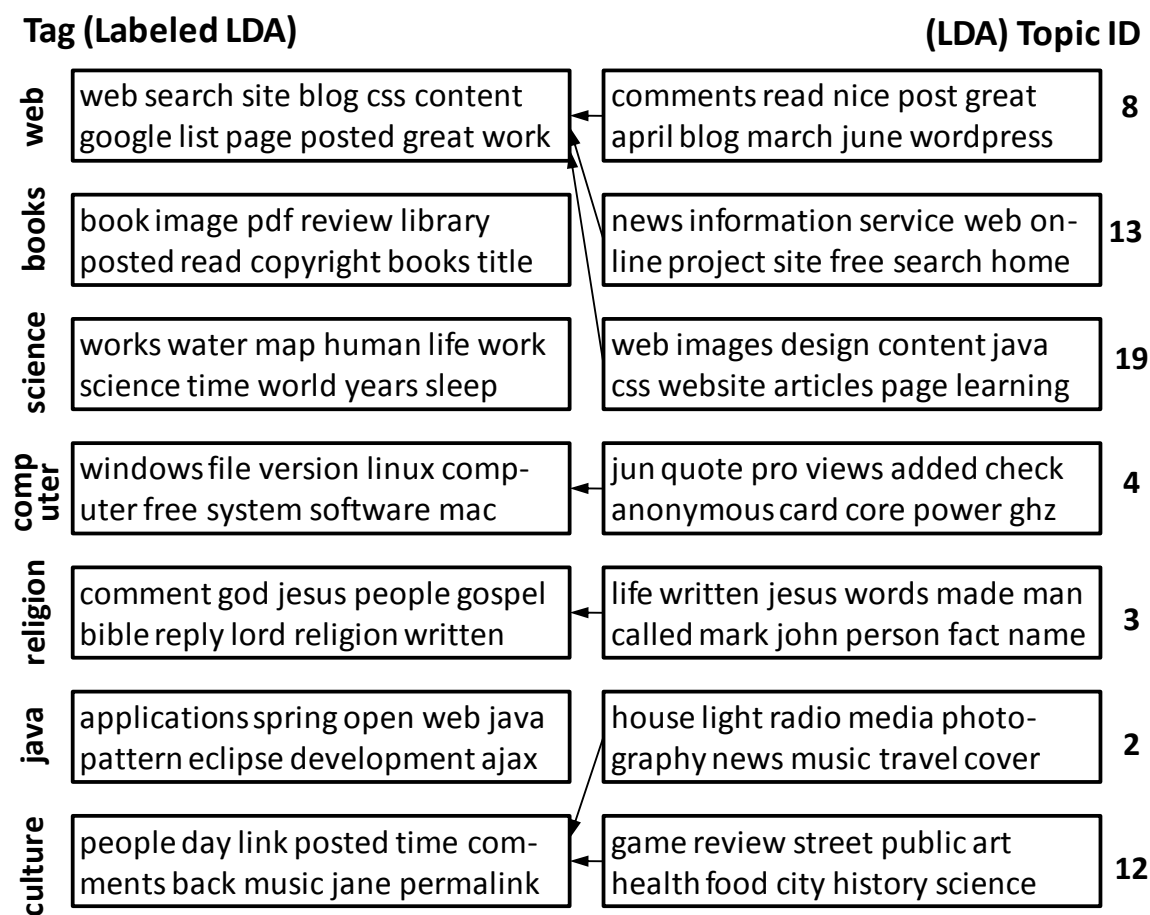 Tag (Labeled LDA)
(LDA) Topic ID
web
web search site blog css content
google list page posted great work
comments read nice post great
april blog march june wordpress
8
books
book image pdf review library
posted read copyright books title
news information service web on-
line project site free search home
13
science
works water map human life work
science time world years sleep
web images design content java
css website articles page learning
19
comp
uter
windows file version linux comp-
uter free system software mac
jun quote pro views added check
anonymous card core power ghz
4
religion
comment god jesus people gospel
bible reply lord religion written
life written jesus words made man
called mark john person fact name
3
java
applications spring open web java
pattern eclipse development ajax
house light radio media photo-
graphy news music travel cover
2
culture
people day link posted time com-
ments back music jane permalink
game review street public art
health food city history science
12